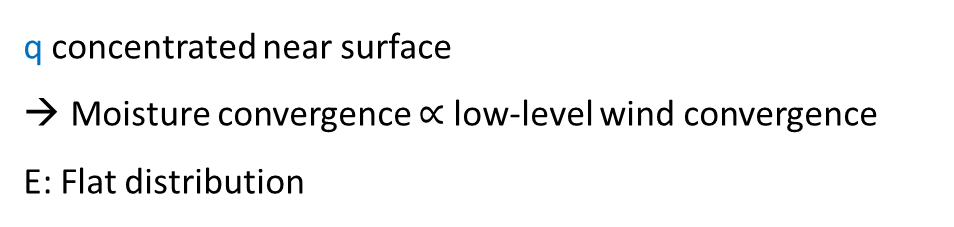 q concentrated near surface
→ Moisture convergence ∝ low-level wind convergence
E: Flat distribution